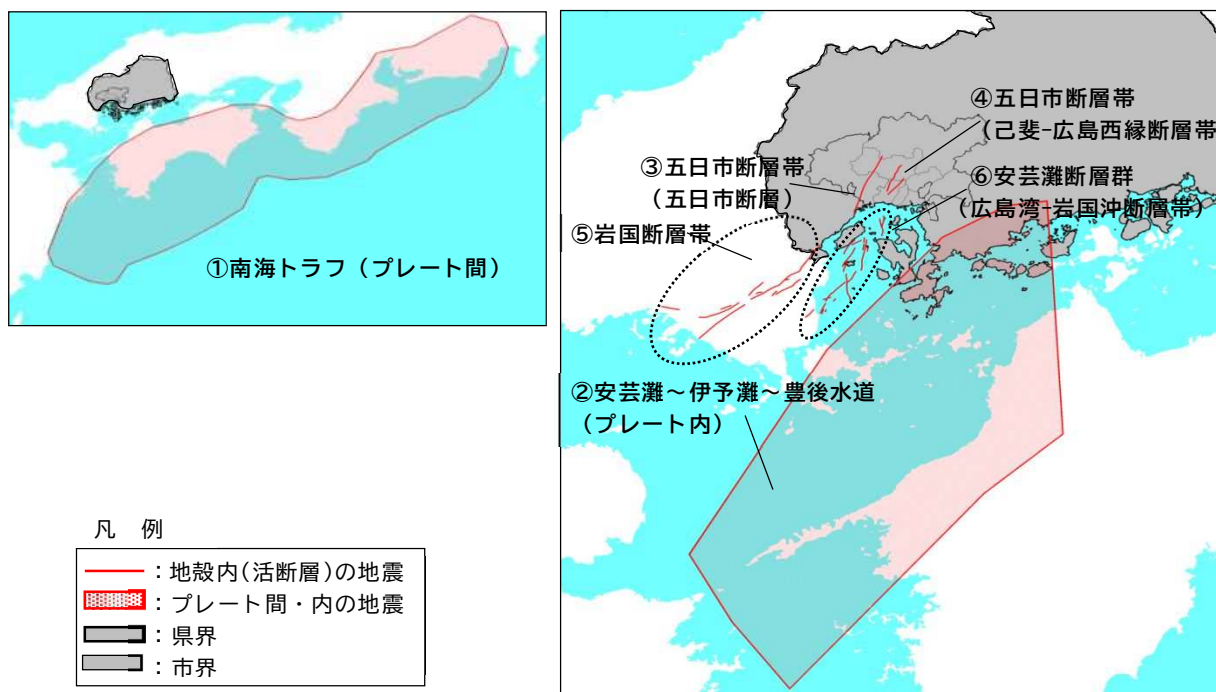 ①南海トラフ（プレート間）
④五日市断層帯
（己斐-広島西縁断層帯
③五日市断層帯
（五日市断層）
⑥安芸灘断層群
（広島湾-岩国沖断層帯）
⑤岩国断層帯
②安芸灘～伊予灘～豊後水道
（プレート内）
凡 例
：地殻内(活断層)の地震
：プレート間・内の地震
：県界
：市界